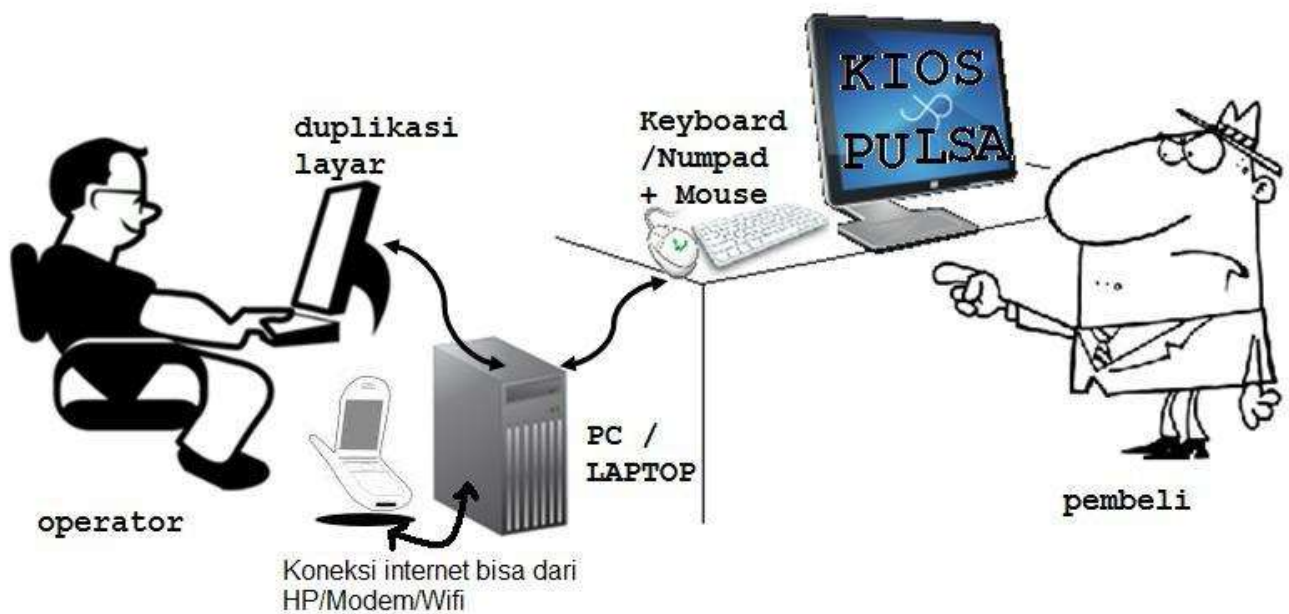 duplikasi
layar
Keyboard
/Numpad
+ Mouse
KIOS
PULSA
PC /
LAPTOP
operator
pembeli
Koneksi internet bisa dari
HP/Modem/Wifi